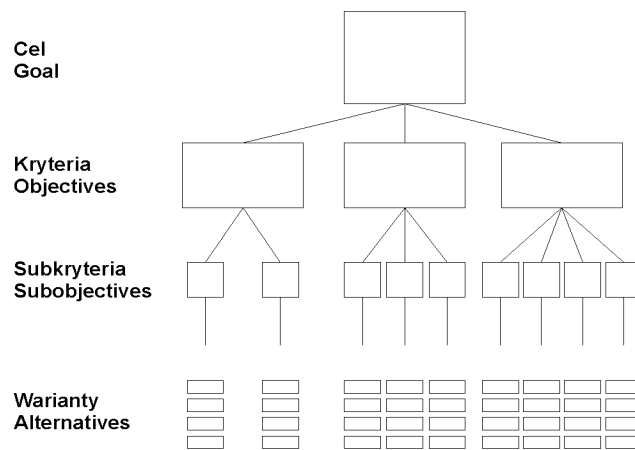 Cel
Goal
Kryteria
Objectives
Subkryteria
Subobjectives
Warianty
Alternatives